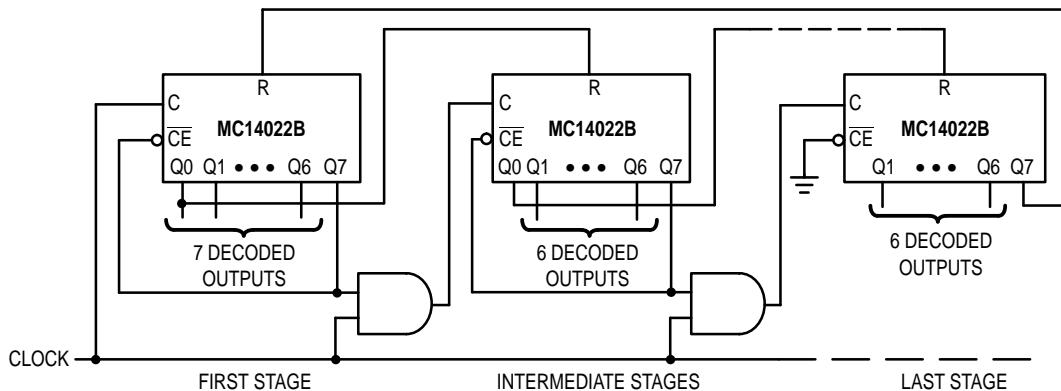 R R R
C C C
MC14022B MC14022B MC14022B
CE CE CE
Q0 Q1 ••• Q6 Q7 Q0 Q1 ••• Q6 Q7 Q1 ••• Q6 Q7
7 DECODED OUTPUTS
6 DECODED OUTPUTS
6 DECODED OUTPUTS
CLOCK
FIRST STAGE INTERMEDIATE STAGES LAST STAGE